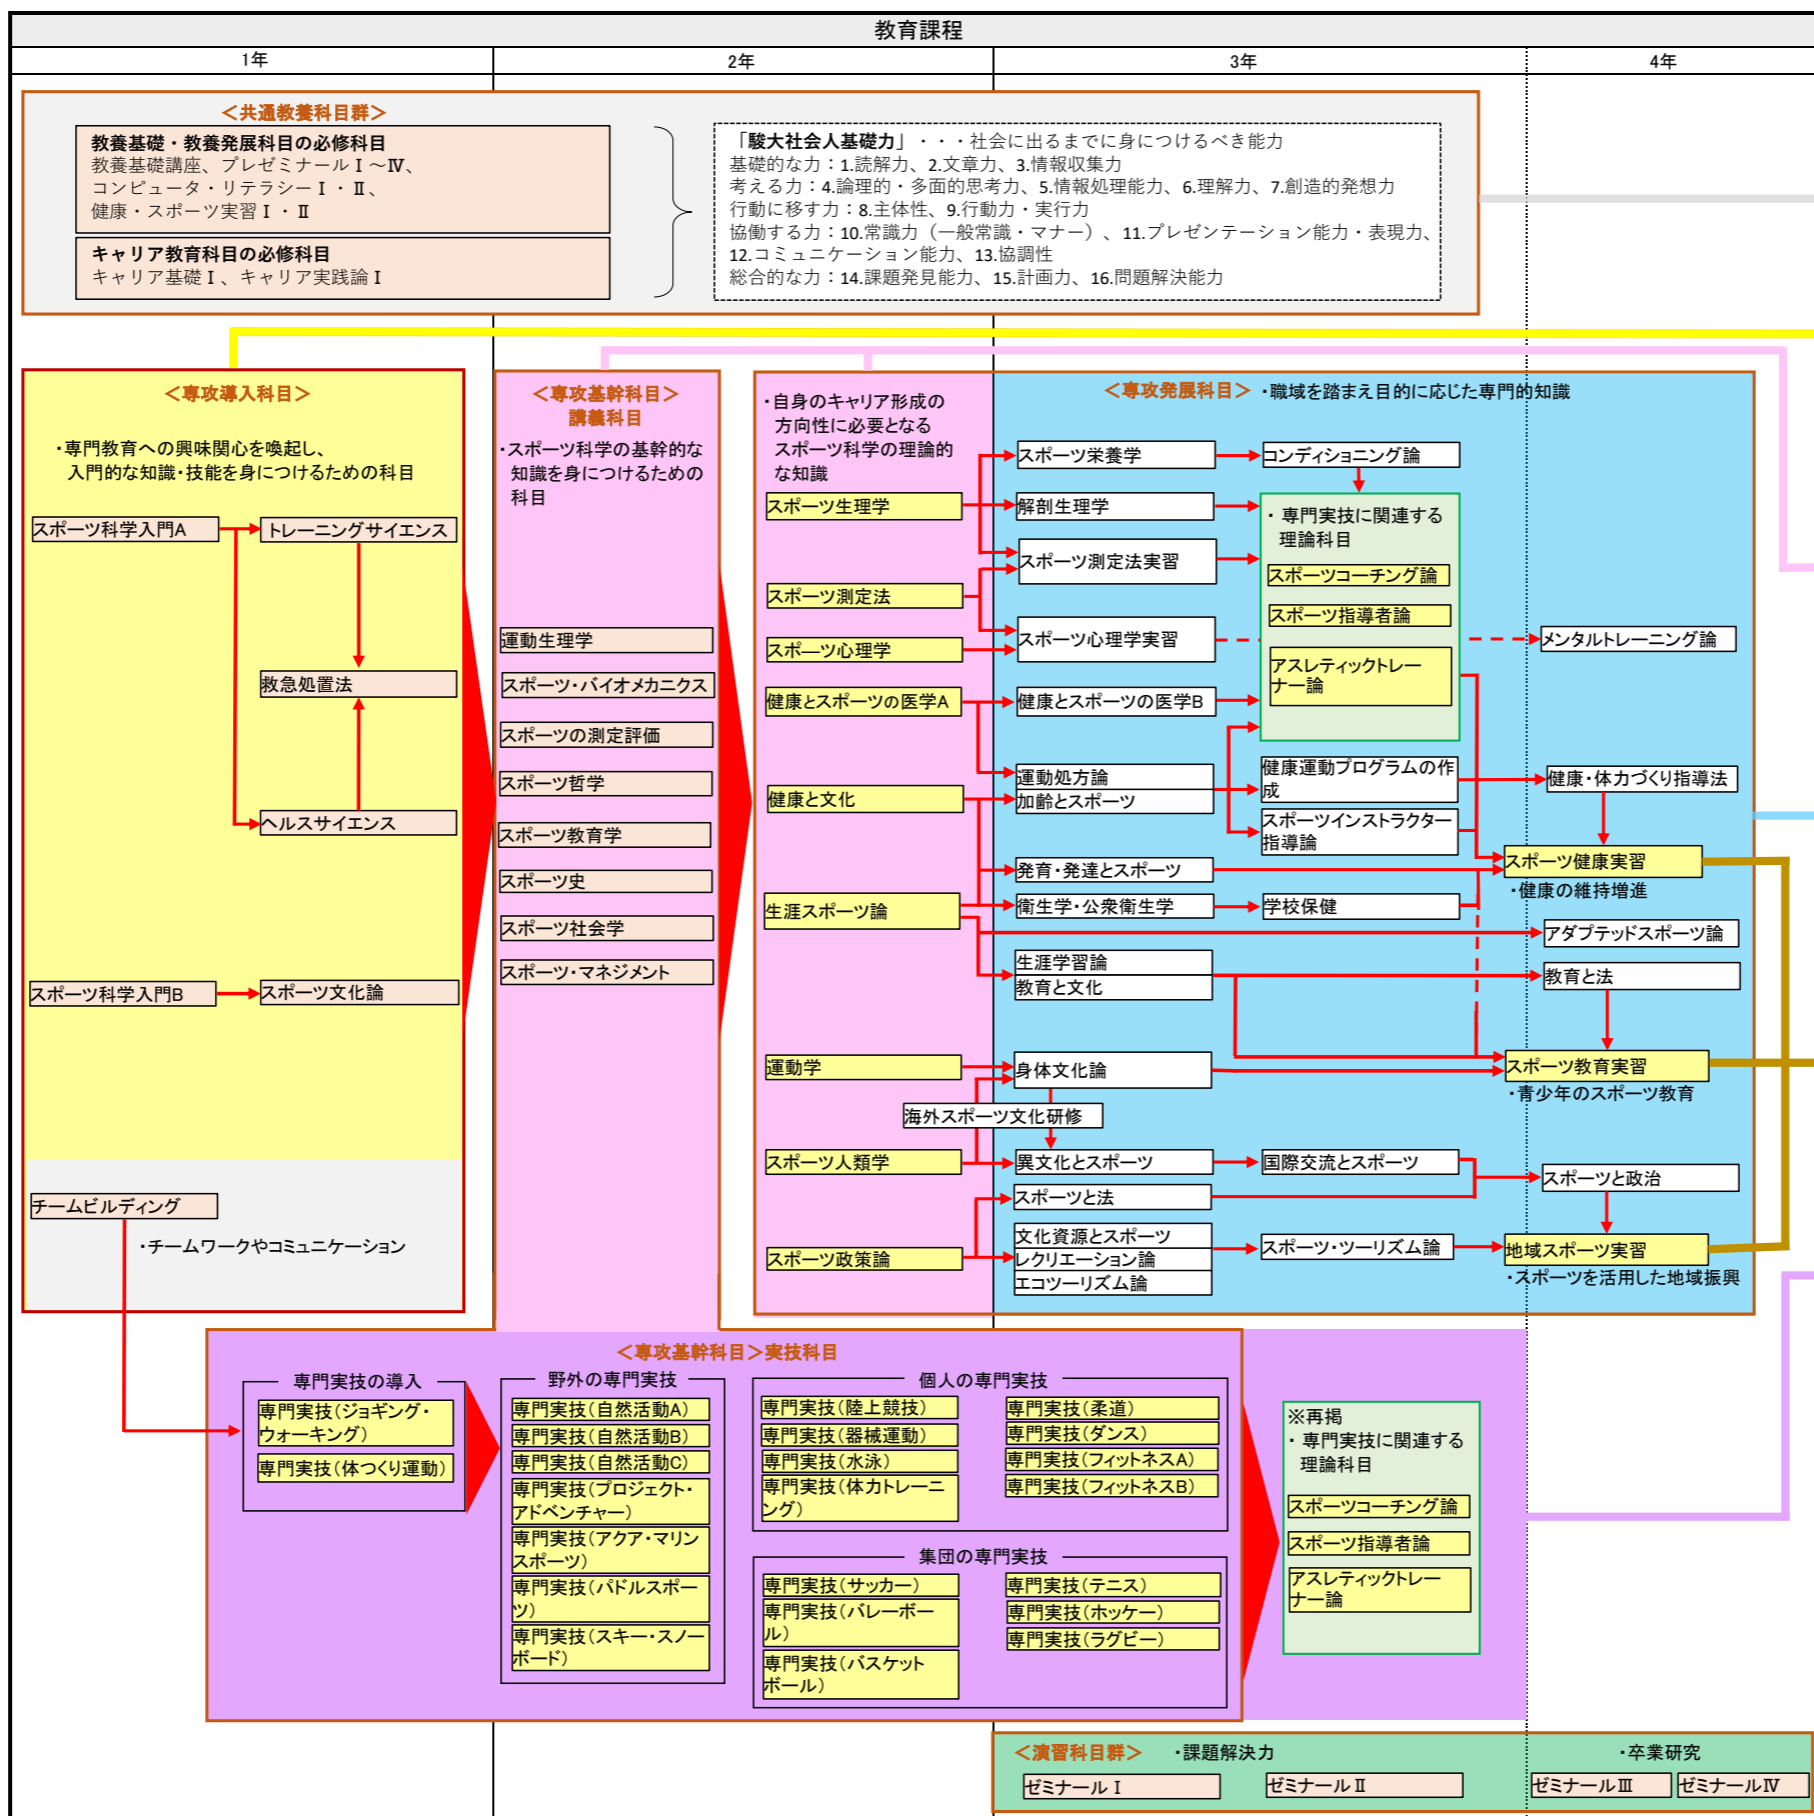 教育課程
1年
2年
3年
4年
＜共通教養科目群＞
教養基礎・教養発展科目の必修科目
教養基礎講座、プレゼミナールⅠ～Ⅳ、
コンピュータ・リテラシーⅠ・Ⅱ、
健康・スポーツ実習Ⅰ・Ⅱ
キャリア教育科目の必修科目
キャリア基礎Ⅰ、キャリア実践論Ⅰ
「駿大社会人基礎力」・・・社会に出るまでに身につけるべき能力
基礎的な力：1.読解力、2.文章力、3.情報収集力
考える力：4.論理的・多面的思考力、5.情報処理能力、6.理解力、7.創造的発想力
行動に移す力：8.主体性、9.行動力・実行力
協働する力：10.常識力（一般常識・マナー）、11.プレゼンテーション能力・表現力、
12.コミュニケーション能力、13.協調性
総合的な力：14.課題発見能力、15.計画力、16.問題解決能力
＜専攻導入科目＞
・専門教育への興味関心を喚起し、
入門的な知識・技能を身につけるための科目
スポーツ科学入門A
トレーニングサイエンス
救急処置法
ヘルスサイエンス
スポーツ科学入門B
スポーツ文化論
チームビルディング
・チームワークやコミュニケーション
＜専攻基幹科目＞
講義科目
・スポーツ科学の基幹的な
知識を身につけるための
科目
運動生理学
スポーツ・バイオメカニクス
スポーツの測定評価
スポーツ哲学
スポーツ教育学
スポーツ史
スポーツ社会学
スポーツ・マネジメント
・自身のキャリア形成の
方向性に必要となる
スポーツ科学の理論的
な知識
スポーツ生理学
スポーツ測定法
スポーツ心理学
健康とスポーツの医学A
健康と文化
生涯スポーツ論
運動学
スポーツ人類学
スポーツ政策論
＜専攻発展科目＞ ・職域を踏まえ目的に応じた専門的知識
スポーツ栄養学
コンディショニング論
解剖生理学
スポーツ測定法実習
スポーツ心理学実習
健康とスポーツの医学B
運動処方論
加齢とスポーツ
発育・発達とスポーツ
衛生学・公衆衛生学
生涯学習論
教育と文化
身体文化論
海外スポーツ文化研修
異文化とスポーツ
スポーツと法
文化資源とスポーツ
レクリエーション論
エコツーリズム論
・ 専門実技に関連する
理論科目
スポーツコーチング論
スポーツ指導者論
アスレティックトレー
ナー論
健康運動プログラムの作
成
スポーツインストラクター
指導論
学校保健
国際交流とスポーツ
スポーツ・ツーリズム論
メンタルトレーニング論
健康・体力づくり指導法
スポーツ健康実習
・健康の維持増進
アダプテッドスポーツ論
教育と法
スポーツ教育実習
・青少年のスポーツ教育
スポーツと政治
地域スポーツ実習
・スポーツを活用した地域振興
＜専攻基幹科目＞実技科目
専門実技の導入
専門実技（ジョギング・
ウォーキング）
専門実技（体つくり運動）
野外の専門実技
専門実技（自然活動A）
専門実技（自然活動B）
専門実技（自然活動C）
専門実技（プロジェクト・
アドベンチャー）
専門実技（アクア・マリン
スポーツ）
専門実技（パドルスポー
ツ）
専門実技（スキー・スノー
ボード）
個人の専門実技
専門実技（陸上競技）
専門実技（器械運動）
専門実技（水泳）
専門実技（体力トレーニ
ング）
専門実技（柔道）
専門実技（ダンス）
専門実技（フィットネスA）
専門実技（フィットネスB）
集団の専門実技
専門実技（サッカー）
専門実技（バレーボー
ル）
専門実技（バスケット
ボール）
専門実技（テニス）
専門実技（ホッケー）
専門実技（ラグビー）
※再掲
・ 専門実技に関連する
理論科目
スポーツコーチング論
スポーツ指導者論
アスレティックトレー
ナー論
＜演習科目群＞ ・課題解決力
・卒業研究
ゼミナールⅠ
ゼミナールⅡ
ゼミナールⅢ
ゼミナールⅣ